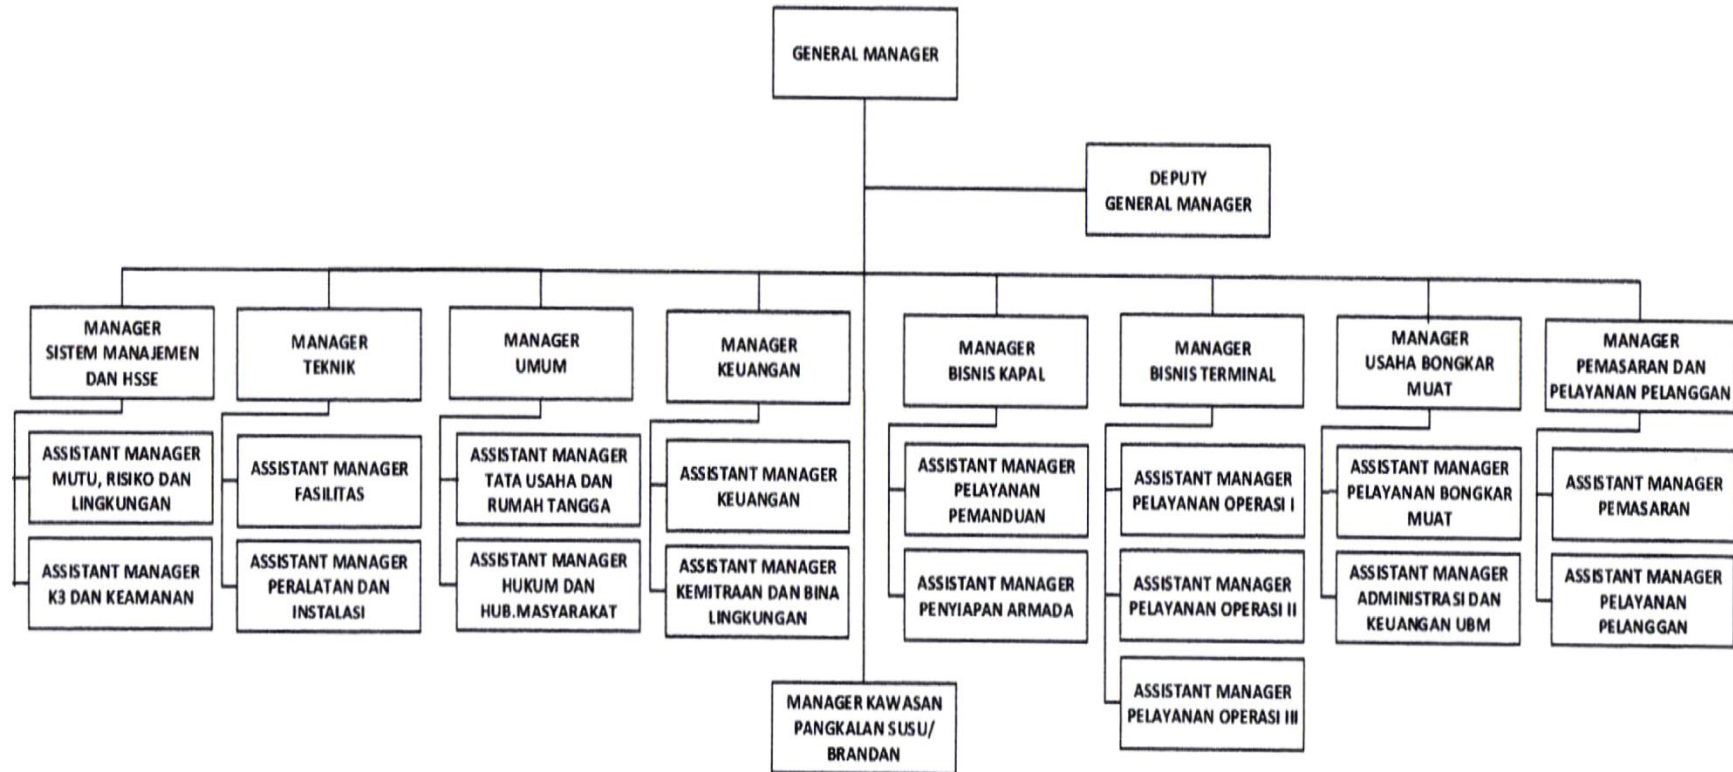 GENERAL MANAGER
DEPUTY
GENERAL MANAGER
MANAGER
SISTEM MANAJEMEN
DAN HSSE
MANAGER
TEKNIK
MANAGER
UMUM
MANAGER
KEUANGAN
MANAGER
BISNIS KAPAL
MANAGER
BISNIS TERMINAL
MANAGER
USAHA BONGKAR
MUAT
MANAGER
PEMASARAN DAN
PELAYANAN PELANGGAN
ASSISTANT MANAGER
MUTU, RISIKO DAN
LINGKUNGAN
ASSISTANT MANAGER
FASILITAS
ASSISTANT MANAGER
TATA USAHA DAN
RUMAH TANGGA
ASSISTANT MANAGER
KEUANGAN
ASSISTANT MANAGER
PELAYANAN
PEMANDUAN
ASSISTANT MANAGER
PELAYANAN OPERASI I
ASSISTANT MANAGER
PELAYANAN BONGKAR
MUAT
ASSISTANT MANAGER
PEMASARAN
ASSISTANT MANAGER
K3 DAN KEAMANAN
ASSISTANT MANAGER
PERALATAN DAN
INSTALASI
ASSISTANT MANAGER
HUKUM DAN
HUB.MASYARAKAT
ASSISTANT MANAGER
KEMITRAAN DAN BINA
LINGKUNGAN
ASSISTANT MANAGER
PENYIAPAN ARMADA
ASSISTANT MANAGER
PELAYANAN OPERASI II
ASSISTANT MANAGER
ADMINISTRASI DAN
KEUANGAN UBM
ASSISTANT MANAGER
PELAYANAN
PELANGGAN
ASSISTANT MANAGER
PELAYANAN OPERASI III
MANAGER KAWASAN
PANGKALAN SUSU/
BRANDAN